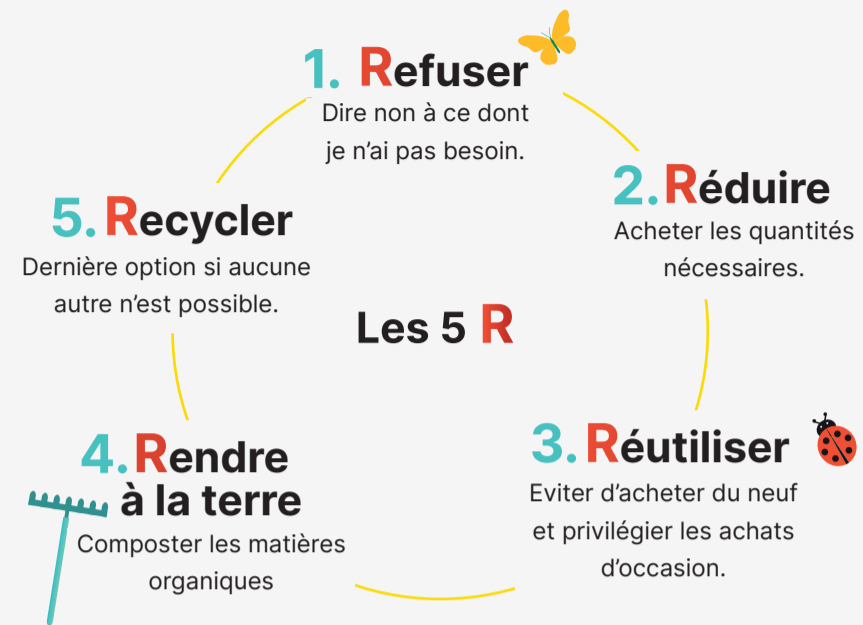 1. Refuser
Dire non à ce dont
je n’ai pas besoin.
2. Réduire
Acheter les quantités
nécessaires.
3. Réutiliser
Eviter d’acheter du neuf
et privilégier les achats
d’occasion.
4. Rendre
à la terre
Composter les matières
organiques
5. Recycler
Dernière option si aucune
autre n’est possible.
Les 5 R